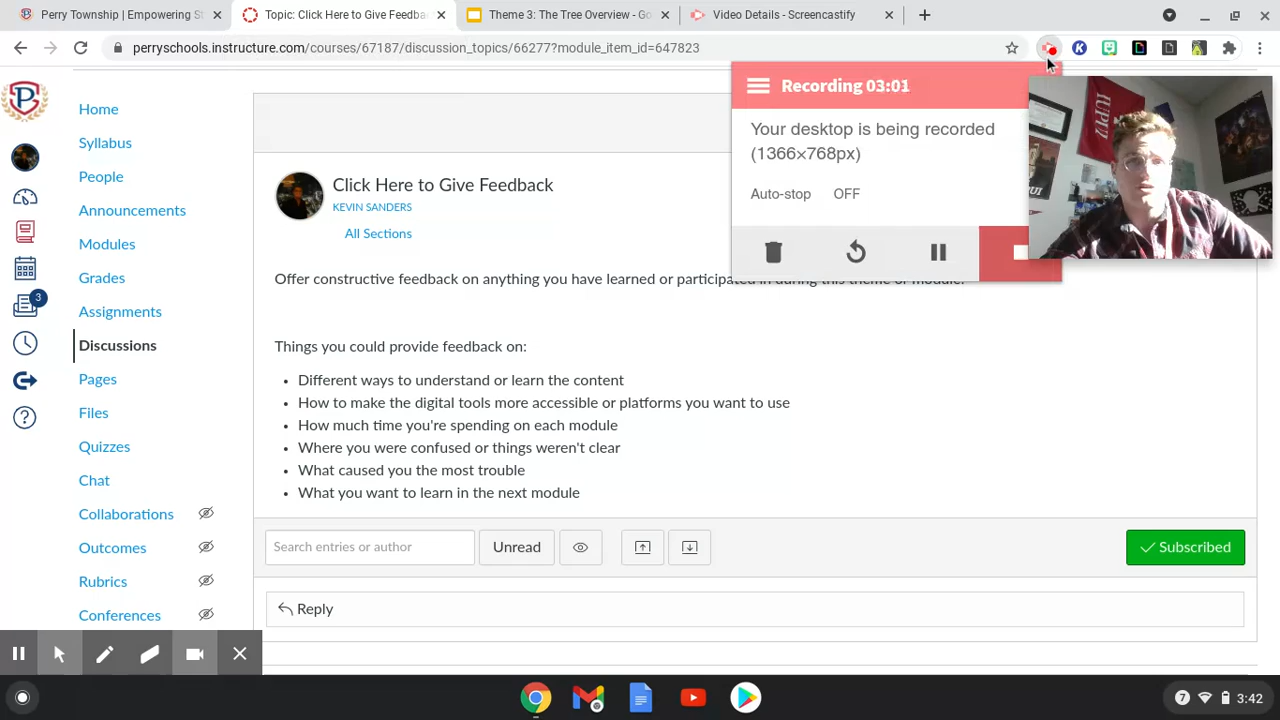 Perry Township | Empowering St
Topic: Click Here to Give Feedba
Theme 3: The Tree Overview - Go
Video Details - Screencastify
perryschools.instructure.com/courses/67187/discussion_topics/66277?module_item_id=647823
Recording 03:01
Your desktop is being recorded
(1366×768px)
Auto-stop OFF
IUPUI
Home
Syllabus
People
Announcements
Modules
Grades
Assignments
Discussions
Pages
Files
Quizzes
Chat
Collaborations
Outcomes
Rubrics
Conferences
3
Click Here to Give Feedback
KEVIN SANDERS
All Sections
Offer constructive feedback on anything you have learned or participated in during this theme or module.
Things you could provide feedback on:
• Different ways to understand or learn the content
• How to make the digital tools more accessible or platforms you want to use
• How much time you're spending on each module
• Where you were confused or things weren't clear
• What caused you the most trouble
• What you want to learn in the next module
Search entries or author
Unread
Subscribed
Reply
7
3:42